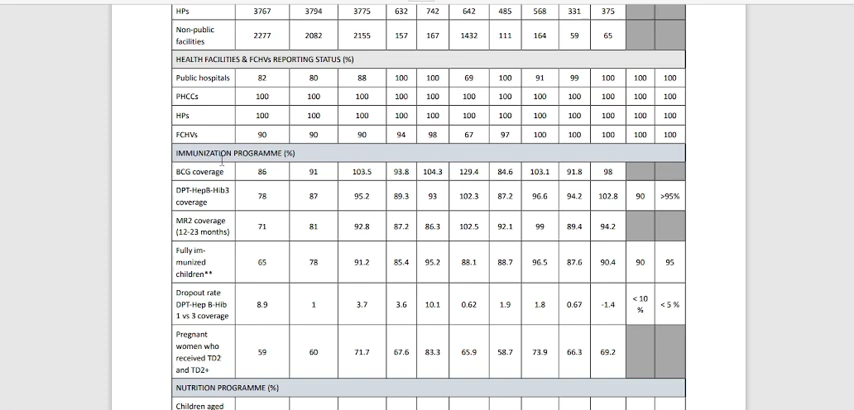 HPs 3767 3794 3775 632 742 642 485 568 331 375
Non-public
facilities 2277 2082 2155 157 167 1432 111 164 59 65
HEALTH FACILITIES & FCHVs REPORTING STATUS (%)
Public hospitals 82 80 88 100 100 69 100 91 99 100 100 100
PHCCs 100 100 100 100 100 100 100 100 100 100 100 100
HPs 100 100 100 100 100 100 100 100 100 100 100 100
FCHVs 90 90 90 94 98 67 97 100 100 100 100 100
IMMUNIZATION PROGRAMME (%)
BCG coverage 86 91 103.5 93.8 104.3 129.4 84.6 103.1 91.8 98
DPT-HepB-Hib3
coverage 78 87 95.2 89.3 93 102.3 87.2 96.6 94.2 102.8 90 >95%
MR2 coverage
(12-23 months) 71 81 92.8 87.2 86.3 102.5 92.1 99 89.4 94.2
Fully im-
munized 65 78 91.2 85.4 95.2 88.1 88.7 96.5 87.6 90.4 90 95
children**
Dropout rate
DPT-Hep B-Hib 8.9 1 3.7 3.6 10.1 0.62 1.9 1.8 0.67 -1.4 < 10 % < 5 %
1 vs 3 coverage
Pregnant
women who
received TD2 59 60 71.7 67.6 83.3 65.9 58.7 73.9 66.3 69.2
and TD2+
NUTRITION PROGRAMME (%)
Children aged